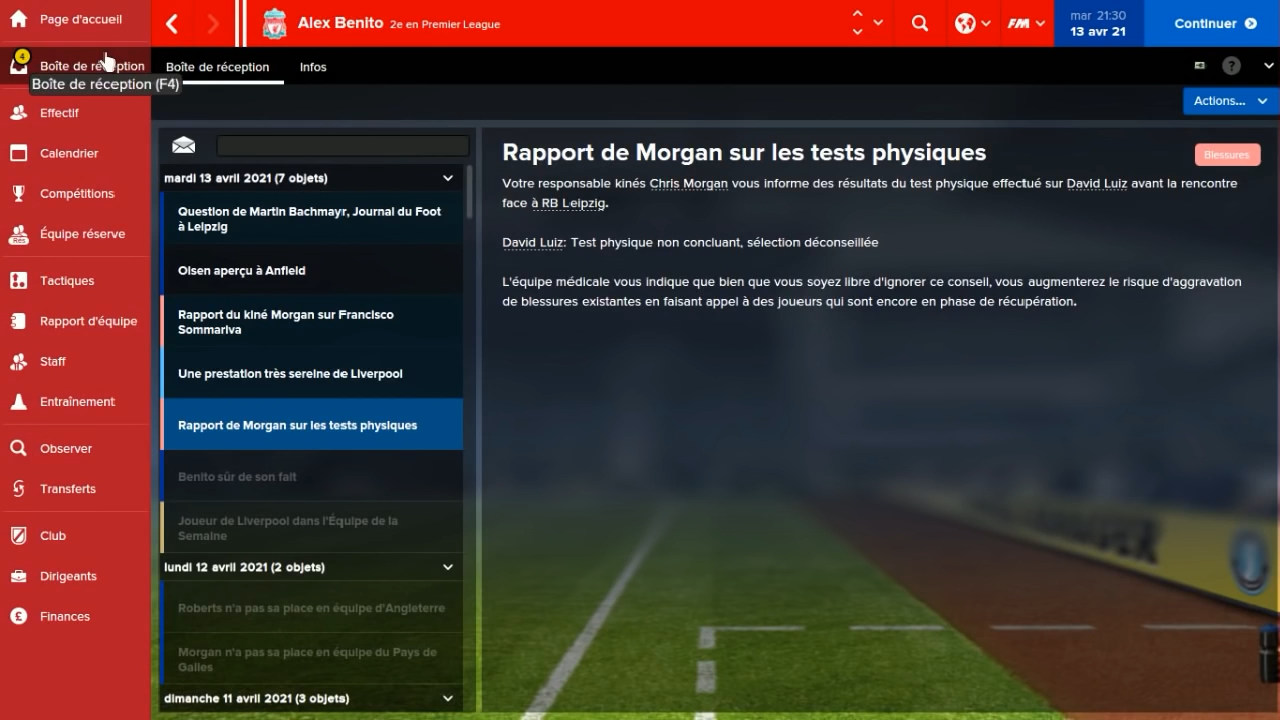 Page d'accueil
Alex Benito 2e en Premier League
FM
mar 21:30
13 avr 21
Continuer
4
Boîte de réception
Boîte de réception (F4)
Boîte de réception
Infos
?
Actions...
Effectif
Calendrier
Compétitions
Rés
Équipe réserve
Tactiques
Rapport d'équipe
Staff
Entraînement
Observer
Transferts
Club
Dirigeants
£
Finances
mardi 13 avril 2021 (7 objets)
Question de Martin Bachmayr, Journal du Foot
à Leipzig
Olsen aperçu à Anfield
Rapport du kiné Morgan sur Francisco
Sommariva
Une prestation très sereine de Liverpool
Rapport de Morgan sur les tests physiques
Benito sûr de son fait
Joueur de Liverpool dans l'Équipe de la
Semaine
lundi 12 avril 2021 (2 objets)
Roberts n'a pas sa place en équipe d'Angleterre
Morgan n'a pas sa place en équipe du Pays de
Galles
dimanche 11 avril 2021 (3 objets)
Rapport de Morgan sur les tests physiques
Blessures
Votre responsable kinés Chris Morgan vous informe des résultats du test physique effectué sur David Luiz avant la rencontre
face à RB Leipzig.
David Luiz: Test physique non concluant, sélection déconseillée
L'équipe médicale vous indique que bien que vous soyez libre d'ignorer ce conseil, vous augmenterez le risque d'aggravation
de blessures existantes en faisant appel à des joueurs qui sont encore en phase de récupération.